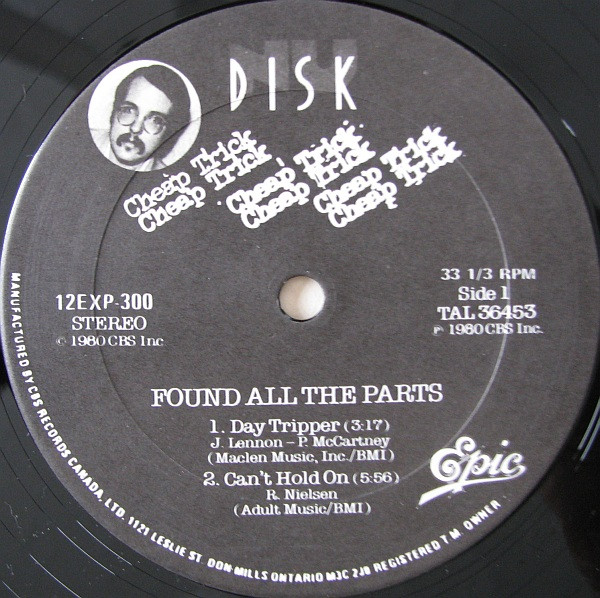 NU
DISK
Cheap Trick
Cheap Trick
Cheap Trick
Cheap Trick
Cheap Trick
Cheap Trick
12EXP-300
STEREO
© 1980 CBS Inc.
33 1/3 RPM
Side 1
TAL 36453
℗ 1980 CBS Inc.
FOUND ALL THE PARTS
1. Day Tripper (3:17)
J. Lennon – P. McCartney
(Maclen Music, Inc./BMI)
2. Can't Hold On (5:56)
R. Nielsen
(Adult Music/BMI)
Epic
MANUFACTURED BY CBS RECORDS CANADA, LTD. 1121 LESLIE ST. DON-MILLS ONTARIO M3C 2J9 REGISTERED T.M. OWNER